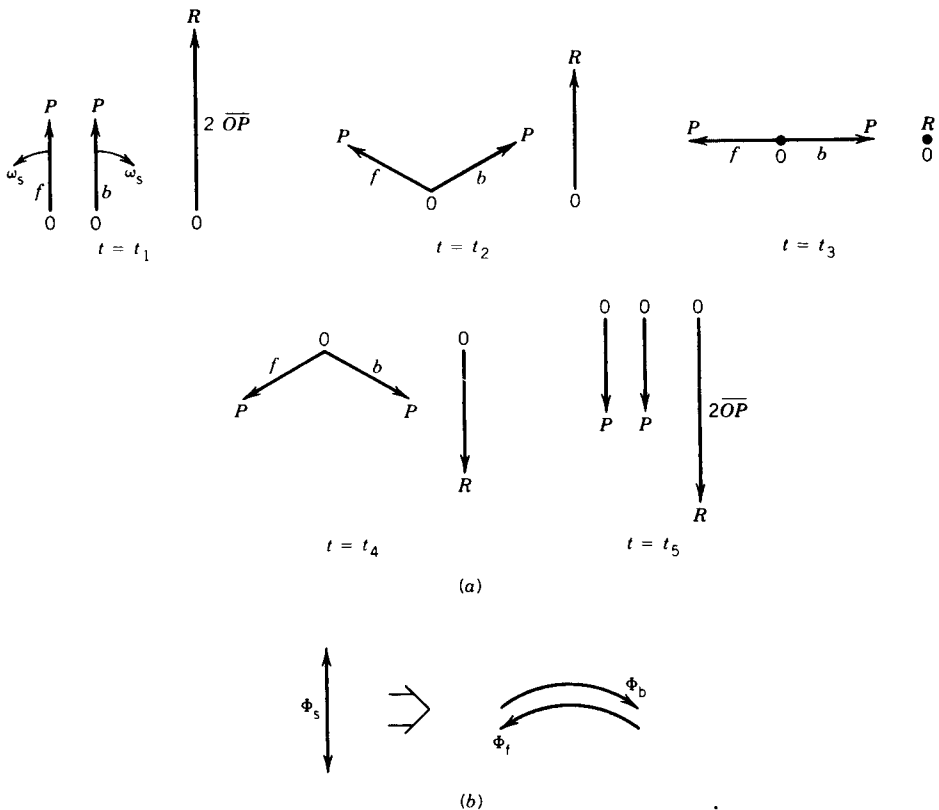 R
P P
2 OP
ω_s f b ω_s
0 0 0
t = t_1
R
P P
f b
0 0
t = t_2
P P R
f 0 b 0
t = t_3
0 0
f b
P P
R
t = t_4
0 0 0
P P 2OP
R
t = t_5
(a)
Φ_s Φ_b
Φ_f
(b)